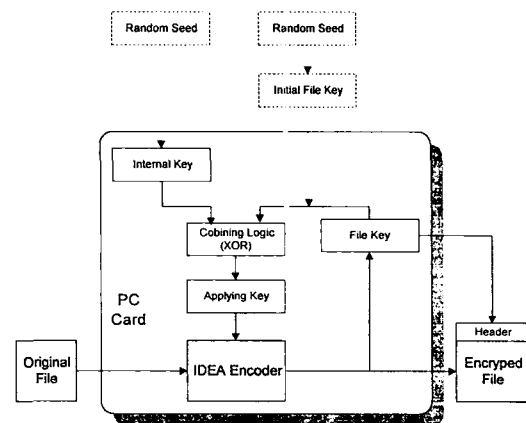 Random Seed
Random Seed
Initial File Key
Internal Key
Cobining Logic
(XOR)
File Key
Applying Key
PC
Card
Header
Original
File
IDEA Encoder
Encryped
File